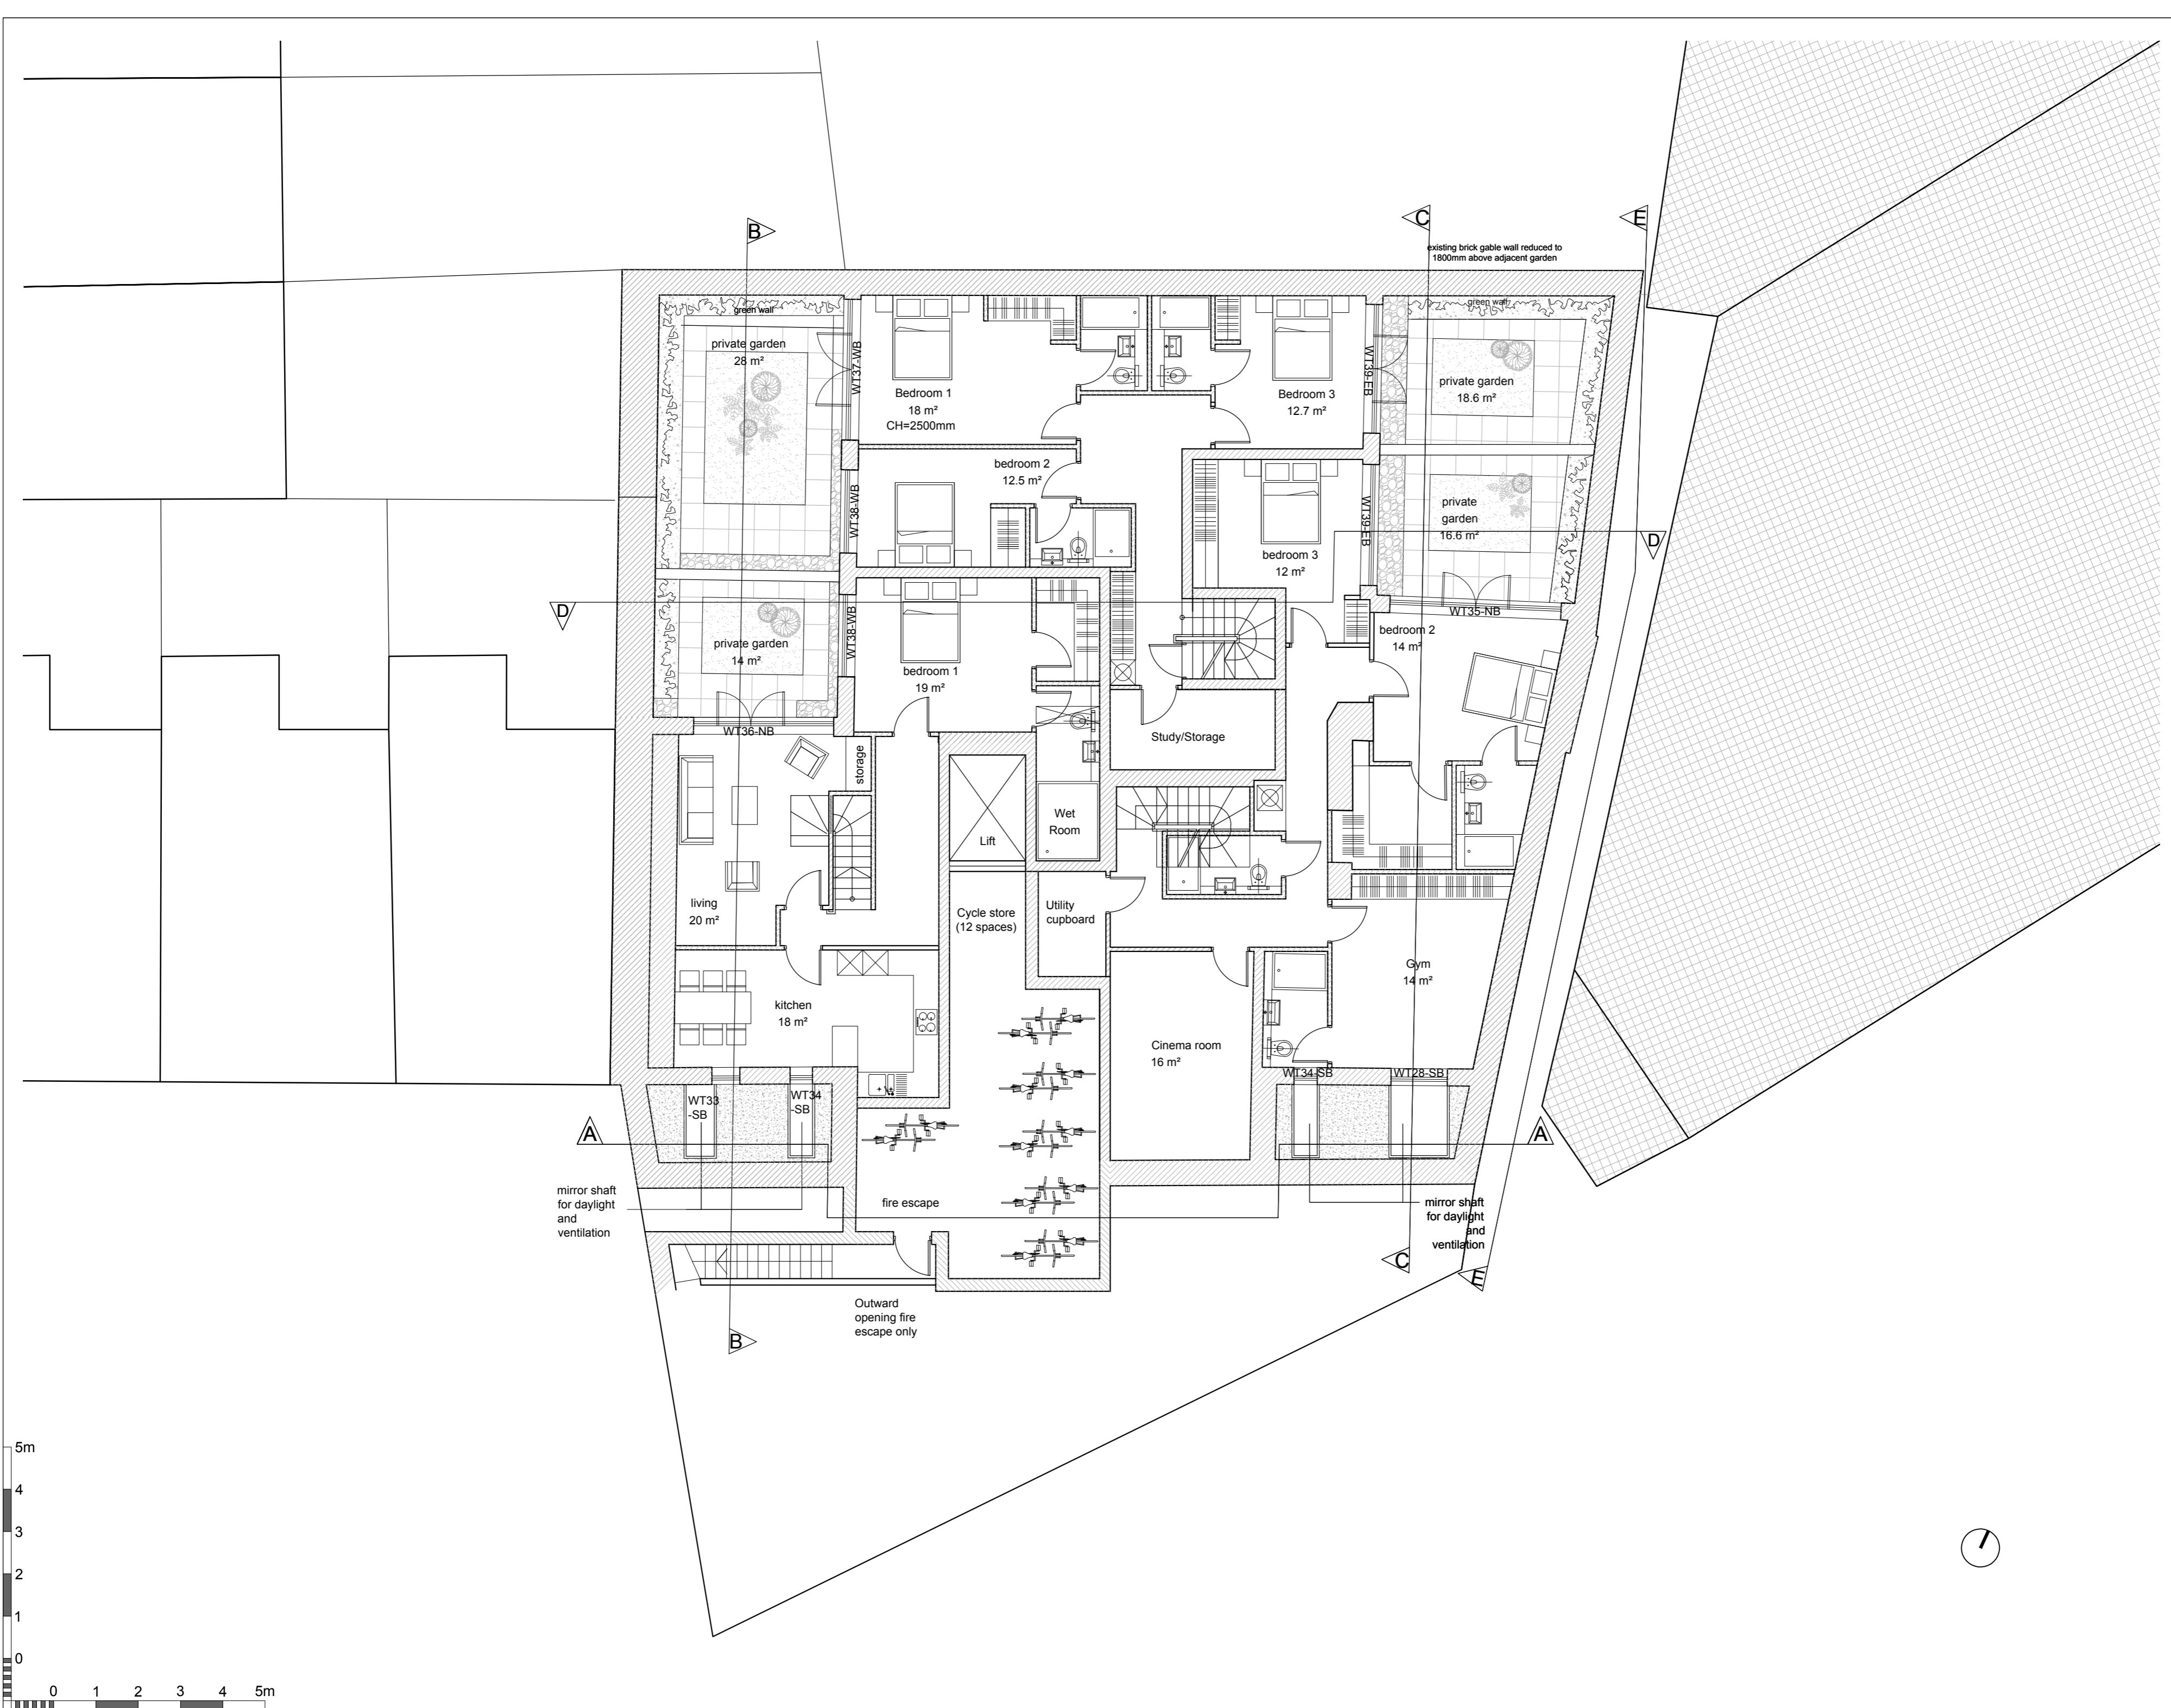 B
C
E
existing brick gable wall reduced to
1800mm above adjacent garden
green wall
green wall
private garden
28 m²
WT37-WB
Bedroom 1
18 m²
CH=2500mm
Bedroom 3
12.7 m²
WT39-EB
private garden
18.6 m²
bedroom 2
12.5 m²
WT38-WB
bedroom 3
12 m²
WT39-EB
private
garden
16.6 m²
D
D
private garden
14 m²
WT38-WB
bedroom 1
19 m²
WT35-NB
bedroom 2
14 m²
WT36-NB
storage
Study/Storage
Lift
Wet
Room
living
20 m²
Cycle store
(12 spaces)
Utility
cupboard
kitchen
18 m²
Cinema room
16 m²
Gym
14 m²
WT33
-SB
WT34
-SB
WT34-SB
WT28-SB
A
A
mirror shaft
for daylight
and
ventilation
fire escape
mirror shaft
for daylight
and
ventilation
C
E
Outward
opening fire
escape only
B
5m
4
3
2
1
0
0 1 2 3 4 5m